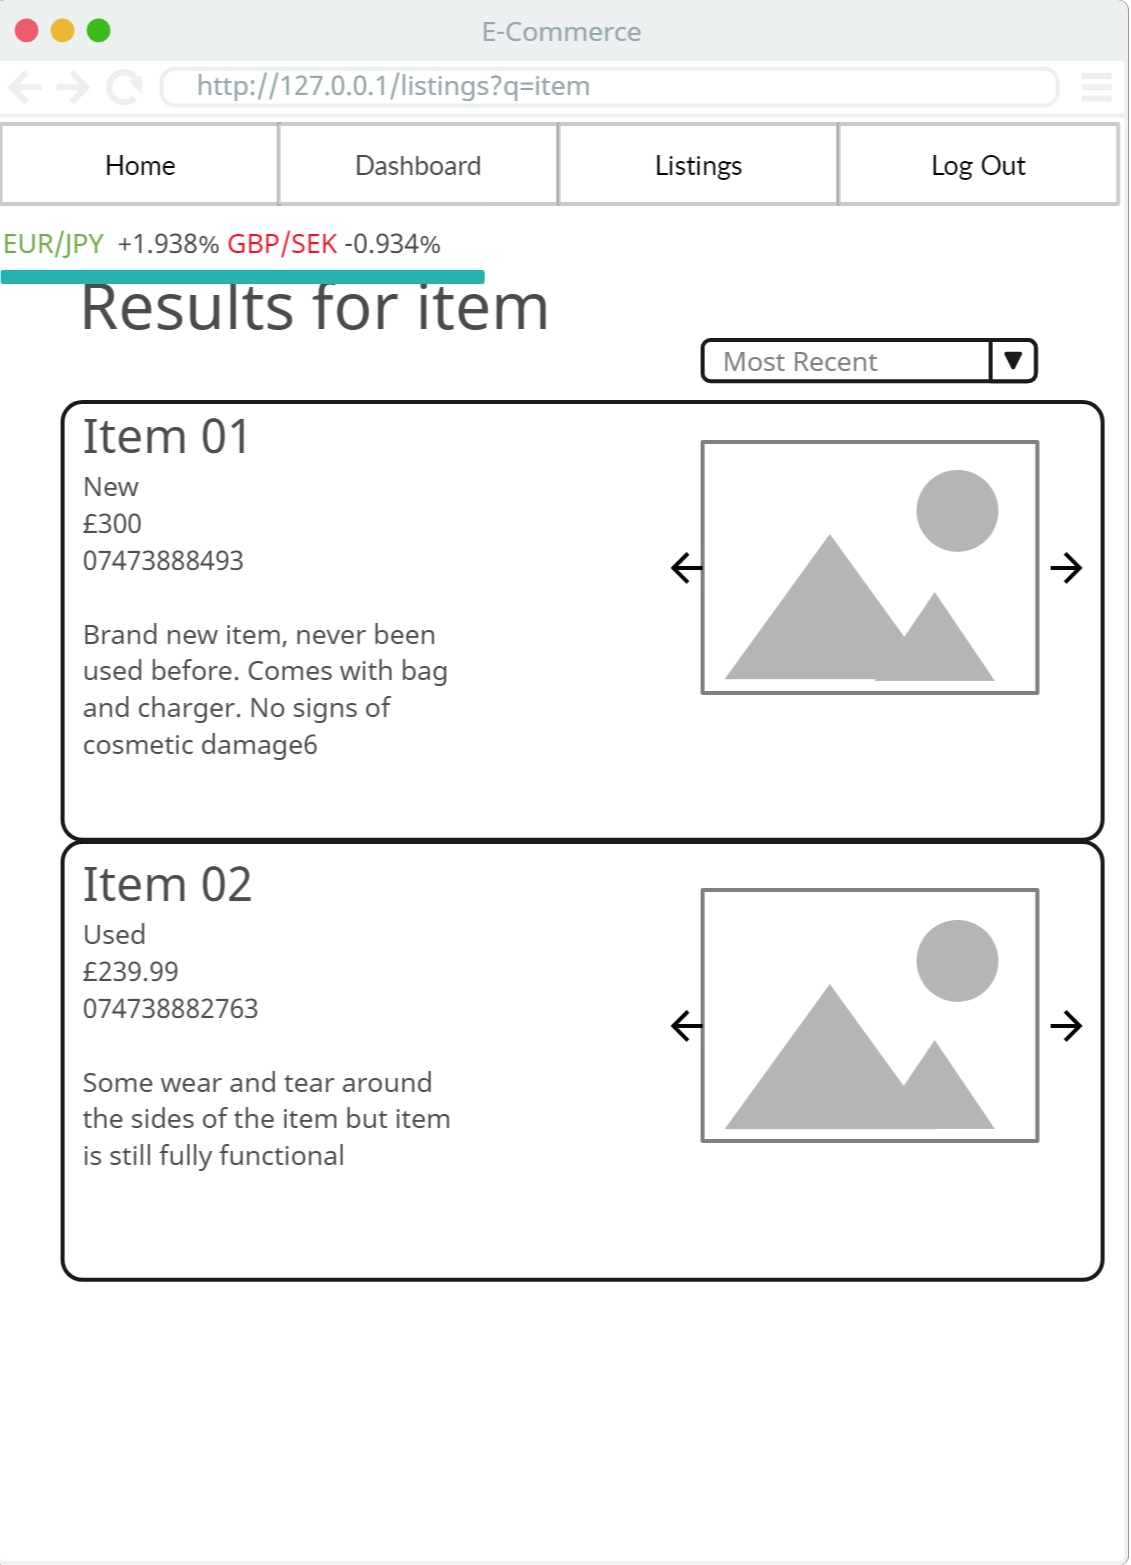 E-Commerce
http://127.0.0.1/listings?q=item
Home Dashboard Listings Log Out
EUR/JPY +1.938% GBP/SEK -0.934%
Results for item
Most Recent
Item 01
New
£300
07473888493
Brand new item, never been
used before. Comes with bag
and charger. No signs of
cosmetic damage6
Item 02
Used
£239.99
074738882763
Some wear and tear around
the sides of the item but item
is still fully functional